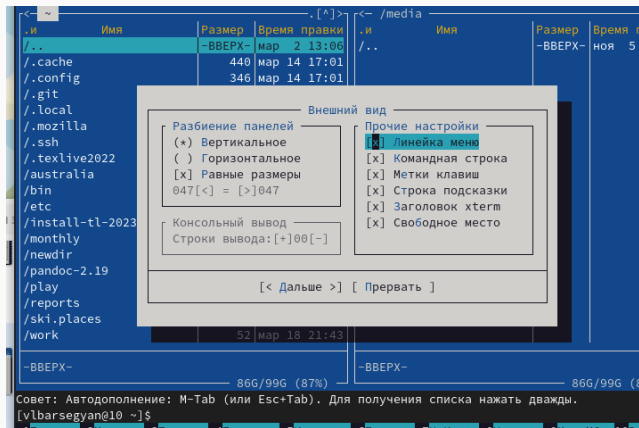 <─ ~ ─.[^]>
<─ /media
.и Имя Размер Время правки
.и Имя Размер Время
/.. -ВВЕРХ- мар 2 13:06
/.. -ВВЕРХ- ноя 5
/.cache 440 мар 14 17:01
/.config 346 мар 14 17:01
/.git
/.local
/.mozilla
/.ssh
/.texlive2022
/australia
/bin
/etc
/install-tl-2023
/monthly
/newdir
/pandoc-2.19
/play
/reports
/ski.places
/work 52 мар 18 21:43
Внешний вид
Разбиение панелей
(*) Вертикальное
( ) Горизонтальное
[x] Равные размеры
047[<] = [>]047
Консольный вывод
Строки вывода:[+]00[-]
Прочие настройки
[x] Линейка меню
[x] Командная строка
[x] Метки клавиш
[x] Строка подсказки
[x] Заголовок xterm
[x] Свободное место
[< Дальше >] [ Прервать ]
-ВВЕРХ-
-ВВЕРХ-
86G/99G (87%)
86G/99G (8
Совет: Автодополнение: M-Tab (или Esc+Tab). Для получения списка нажать дважды.
[vlbarsegyan@10 ~]$